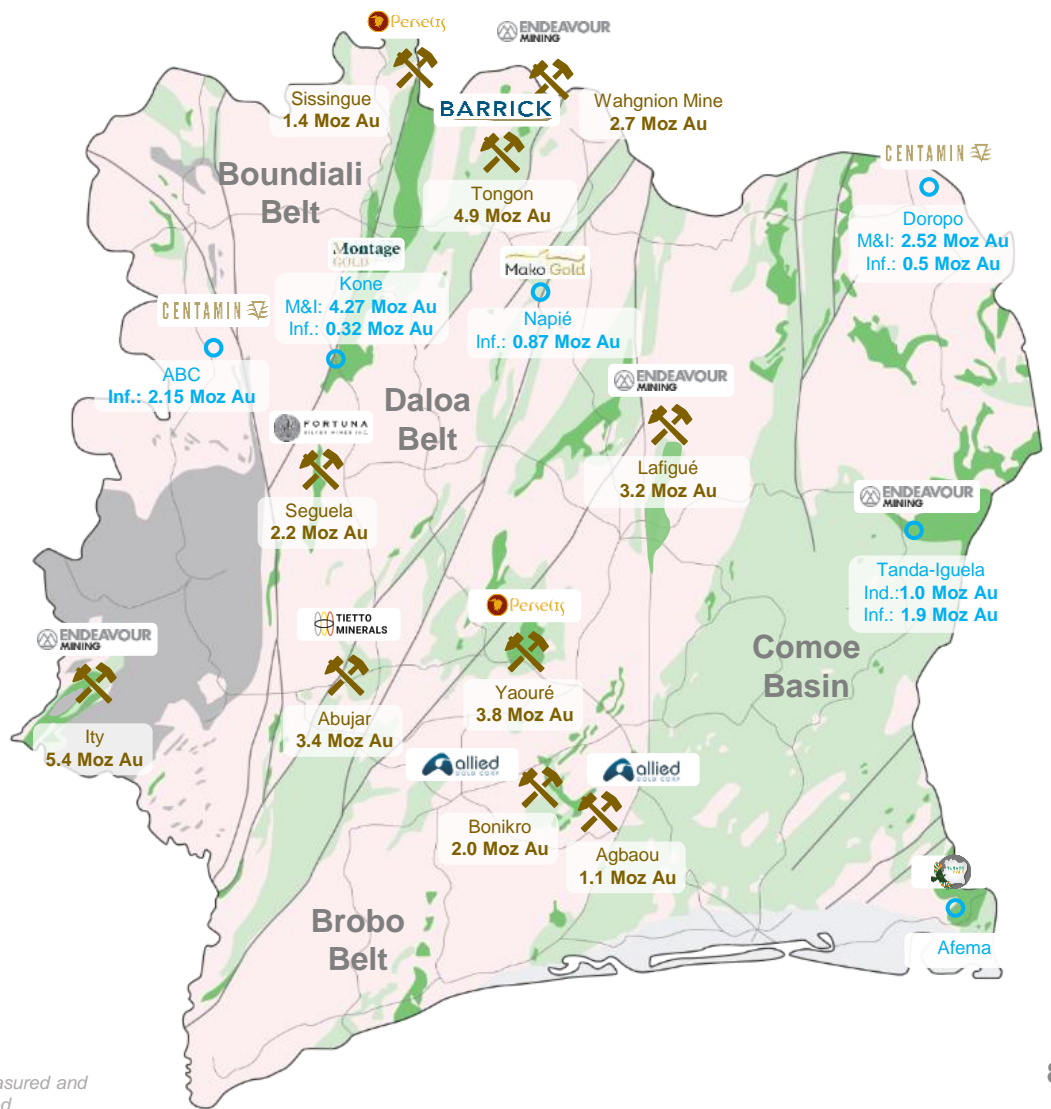 Perseus
ENDEAVOUR
MINING
Sissingue
1.4 Moz Au
BARRICK
Wahgnion Mine
2.7 Moz Au
Boundiali
Belt
Tongon
4.9 Moz Au
CENTAMIN
Doropo
M&I: 2.52 Moz Au
Inf.: 0.5 Moz Au
Montage
GOLD
Kone
M&I: 4.27 Moz Au
Inf.: 0.32 Moz Au
Mako Gold
Napié
Inf.: 0.87 Moz Au
CENTAMIN
ABC
Inf.: 2.15 Moz Au
Daloa
Belt
ENDEAVOUR
MINING
Lafigué
3.2 Moz Au
FORTUNA
SILVER MINES INC.
Seguela
2.2 Moz Au
ENDEAVOUR
MINING
Tanda-Iguela
Ind.:1.0 Moz Au
Inf.: 1.9 Moz Au
Perseus
Yaouré
3.8 Moz Au
TIETTO
MINERALS
Abujar
3.4 Moz Au
ENDEAVOUR
MINING
Ity
5.4 Moz Au
Comoe
Basin
allied
GOLD CORP
Bonikro
2.0 Moz Au
allied
GOLD CORP
Agbaou
1.1 Moz Au
Brobo
Belt
Afema
asured and